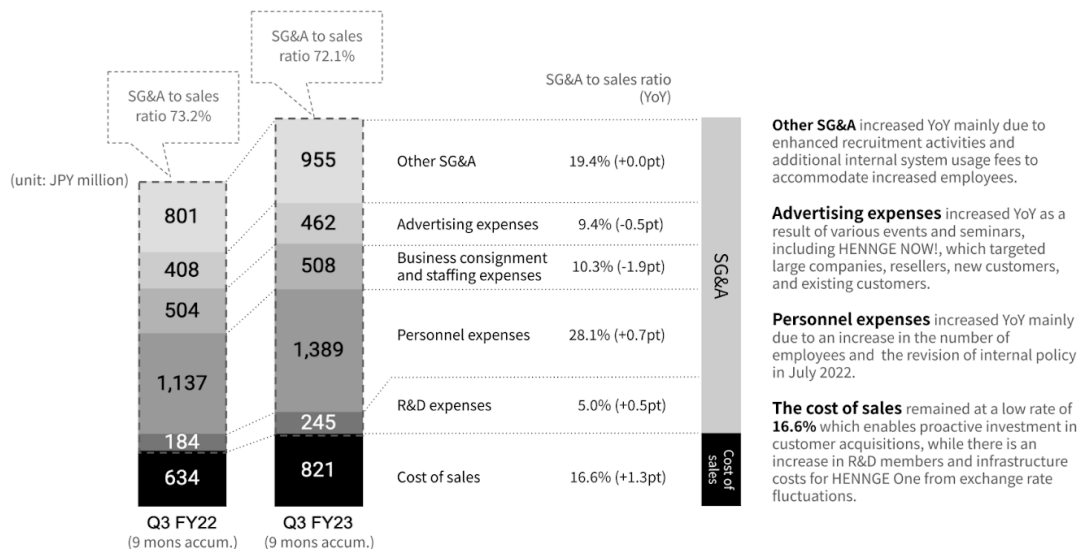 SG&A to sales
ratio 72.1%
SG&A to sales
ratio 73.2%
SG&A to sales ratio
(YoY)
(unit: JPY million)
801
408
504
1,137
184
634
Q3 FY22
(9 mons accum.)
955
462
508
1,389
245
821
Q3 FY23
(9 mons accum.)
Other SG&A 19.4% (+0.0pt)
Advertising expenses 9.4% (-0.5pt)
Business consignment
and staffing expenses 10.3% (-1.9pt)
Personnel expenses 28.1% (+0.7pt)
R&D expenses 5.0% (+0.5pt)
Cost of sales 16.6% (+1.3pt)
SG&A
Cost of
sales
Other SG&A increased YoY mainly due to
enhanced recruitment activities and
additional internal system usage fees to
accommodate increased employees.
Advertising expenses increased YoY as a
result of various events and seminars,
including HENNGE NOW!, which targeted
large companies, resellers, new customers,
and existing customers.
Personnel expenses increased YoY mainly
due to an increase in the number of
employees and the revision of internal policy
in July 2022.
The cost of sales remained at a low rate of
16.6% which enables proactive investment in
customer acquisitions, while there is an
increase in R&D members and infrastructure
costs for HENNGE One from exchange rate
fluctuations.